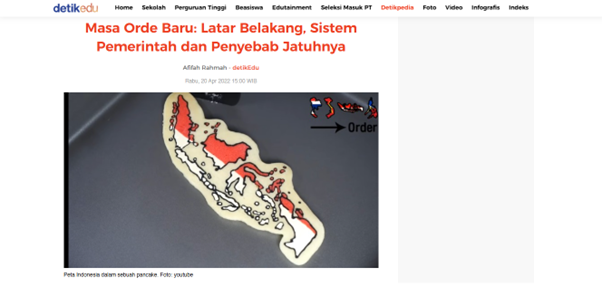 detikedu Home Sekolah Perguruan Tinggi Beasiswa Edutainment Seleksi Masuk PT Detikpedia Foto Video Infografis Indeks
Masa Orde Baru: Latar Belakang, Sistem
Pemerintah dan Penyebab Jatuhnya
Afifah Rahmah - detikEdu
Rabu, 20 Apr 2022 15:00 WIB
Order
Peta Indonesia dalam sebuah pancake. Foto: youtube